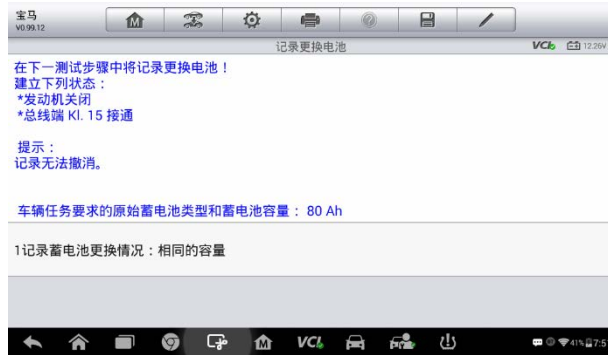 宝马
V0.99.12
记录更换电池
VCI
12.26V
在下一测试步骤中将记录更换电池！
建立下列状态：
*发动机关闭
*总线端 Kl. 15 接通
提示：
记录无法撤消。
车辆任务要求的原始蓄电池类型和蓄电池容量： 80 Ah
1记录蓄电池更换情况：相同的容量
VCI
41%